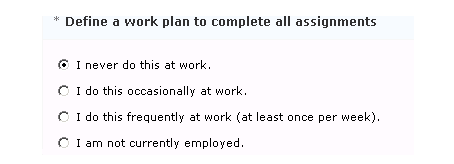 * Define a work plan to complete all assignments
I never do this at work.
I do this occasionally at work.
I do this frequently at work (at least once per week).
I am not currently employed.